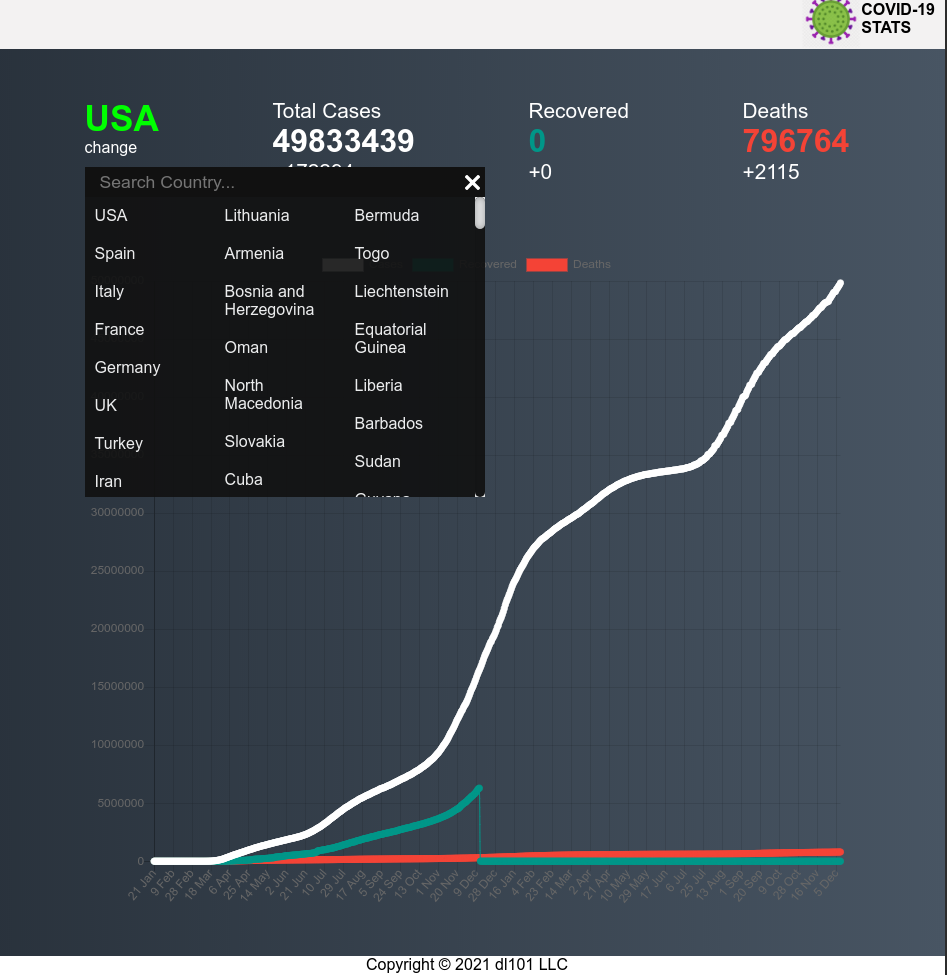 COVID-19
STATS
USA
change
Total Cases
49833439
Recovered
0
+0
Deaths
796764
+2115
Search Country...
USA
Spain
Italy
France
Germany
UK
Turkey
Iran
Lithuania
Armenia
Bosnia and
Herzegovina
Oman
North
Macedonia
Slovakia
Cuba
Bermuda
Togo
Liechtenstein
Equatorial
Guinea
Liberia
Barbados
Sudan
Deaths
30000000
25000000
20000000
15000000
10000000
5000000
0
21 Jan
9 Feb
28 Feb
18 Mar
6 Apr
25 Apr
14 May
2 Jun
21 Jun
10 Jul
29 Jul
17 Aug
5 Sep
24 Sep
13 Oct
1 Nov
20 Nov
9 Dec
28 Dec
16 Jan
4 Feb
23 Feb
14 Mar
2 Apr
21 Apr
10 May
29 May
17 Jun
6 Jul
25 Jul
13 Aug
1 Sep
20 Sep
9 Oct
28 Oct
16 Nov
5 Dec
Copyright © 2021 dl101 LLC